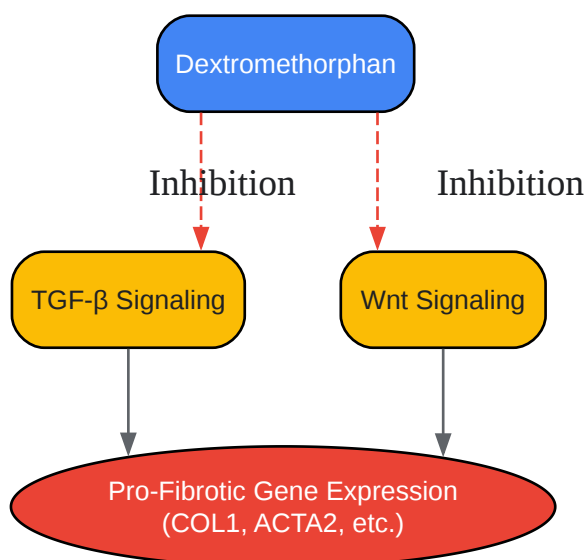 Dextromethorphan
Inhibition
Inhibition
TGF-β Signaling
Wnt Signaling
Pro-Fibrotic Gene Expression
(COL1, ACTA2, etc.)